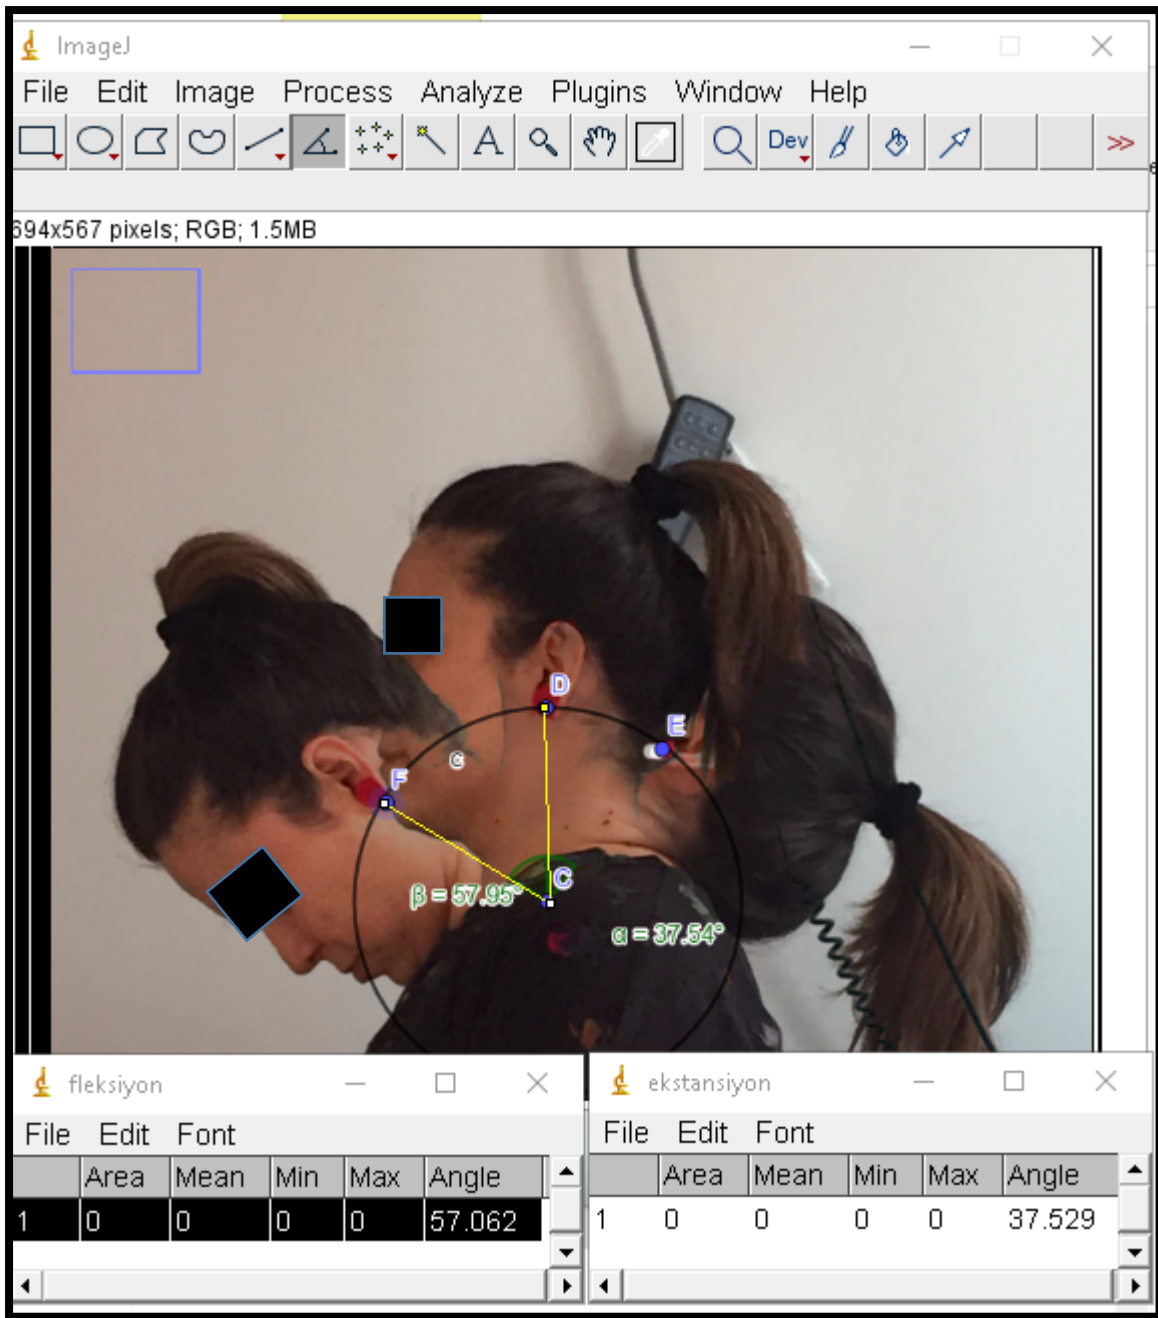 ImageJ
File Edit Image Process Analyze Plugins Window Help
A Dev >>
694x567 pixels; RGB; 1.5MB
D
E
c
F
C
β = 57.95°
α = 37.54°
fleksiyon
File Edit Font
Area Mean Min Max Angle
1 0 0 0 0 57.062
ekstansiyon
File Edit Font
Area Mean Min Max Angle
1 0 0 0 0 37.529